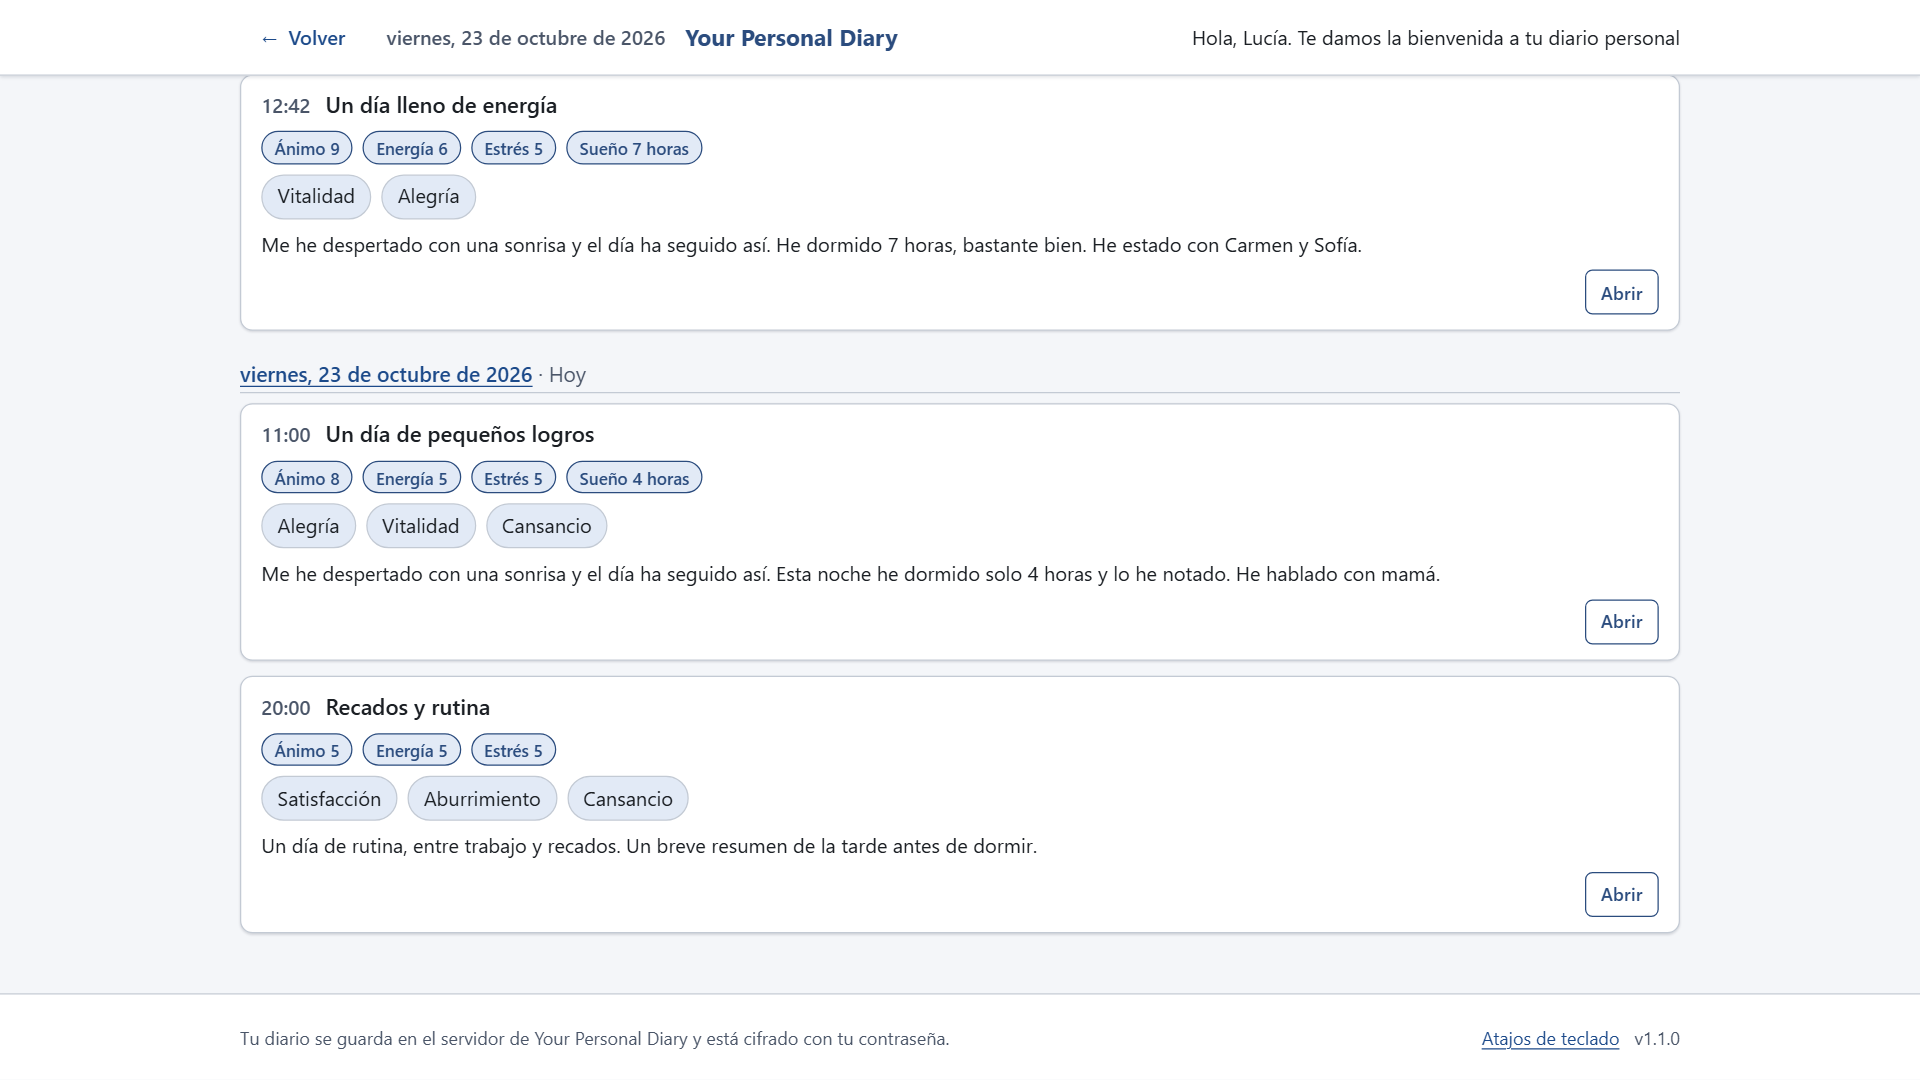 ← Volver viernes, 23 de octubre de 2026 Your Personal Diary Hola, Lucía. Te damos la bienvenida a tu diario personal
12:42 Un día lleno de energía
Ánimo 9 Energía 6 Estrés 5 Sueño 7 horas
Vitalidad Alegría
Me he despertado con una sonrisa y el día ha seguido así. He dormido 7 horas, bastante bien. He estado con Carmen y Sofía.
Abrir
viernes, 23 de octubre de 2026 · Hoy
11:00 Un día de pequeños logros
Ánimo 8 Energía 5 Estrés 5 Sueño 4 horas
Alegría Vitalidad Cansancio
Me he despertado con una sonrisa y el día ha seguido así. Esta noche he dormido solo 4 horas y lo he notado. He hablado con mamá.
Abrir
20:00 Recados y rutina
Ánimo 5 Energía 5 Estrés 5
Satisfacción Aburrimiento Cansancio
Un día de rutina, entre trabajo y recados. Un breve resumen de la tarde antes de dormir.
Abrir
Tu diario se guarda en el servidor de Your Personal Diary y está cifrado con tu contraseña. Atajos de teclado v1.1.0